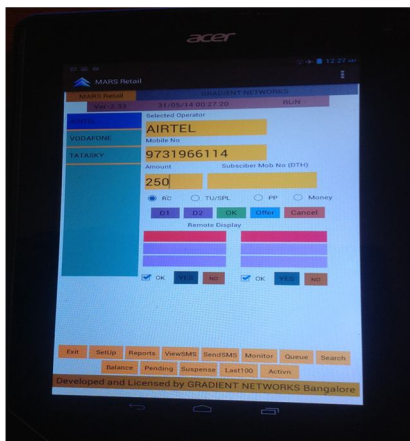 acer
12:27 AM
MARS Retail
MARS Retail GRADIENT NETWORKS
Ver-2.33 31/05/14 00:27:20 RUN
AIRTEL
VODAFONE
TATASKY
Selected Operator
AIRTEL
Mobile No
9731966114
Amount Subsciber Mob No (DTH)
250
RC TU/SPL PP Money
D1 D2 OK Offer Cancel
Remote Display
OK YES NO OK YES NO
Exit SetUp Reports ViewSMS SendSMS Monitor Queue Search
Balance Pending Suspense Last100 Active
Developed and Licensed by GRADIENT NETWORKS Bangalore